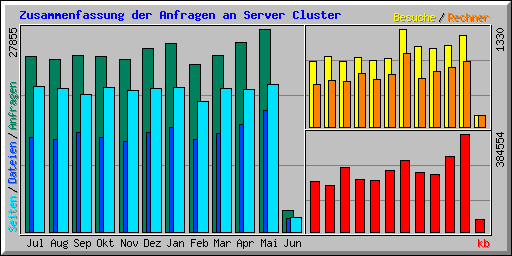 Zusammenfassung der Anfragen an Server Cluster
Besuche / Rechner
27855
Seiten / Dateien / Anfragen
1330
384554
Jul Aug Sep Okt Nov Dez Jan Feb Mar Apr Mai Jun
kb